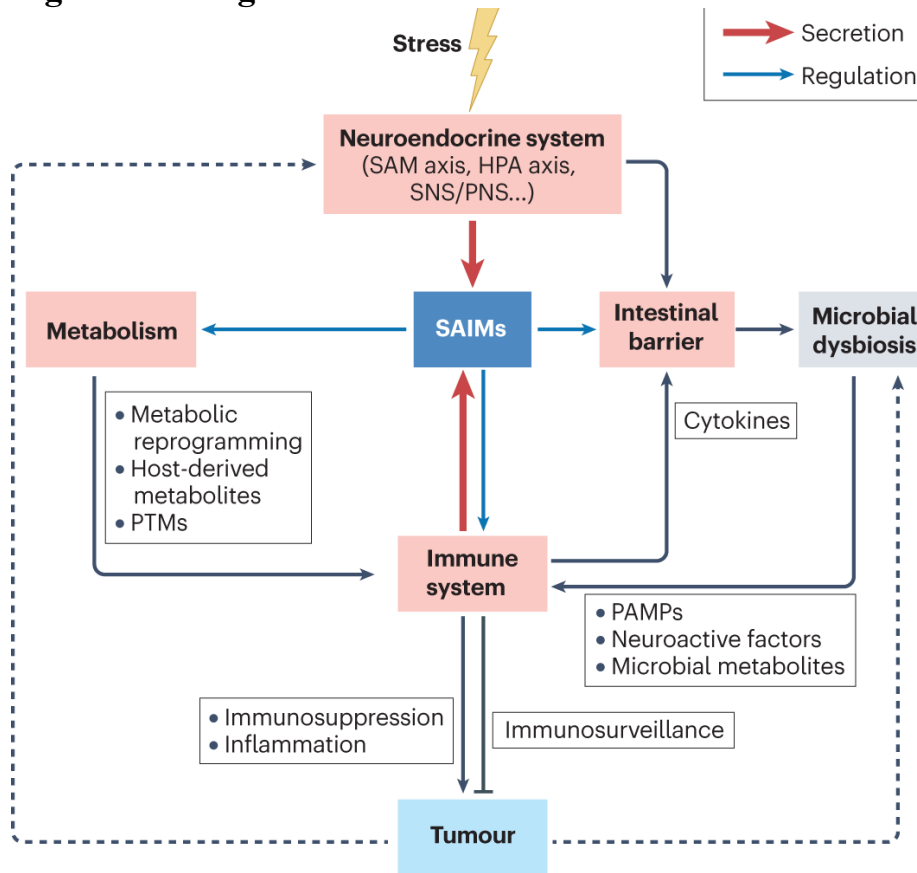 Stress
Secretion
Regulation
Neuroendocrine system
(SAM axis, HPA axis,
SNS/PNS...)
Metabolism
SAIMs
Intestinal
barrier
Microbial
dysbiosis
• Metabolic
reprogramming
• Host-derived
metabolites
• PTMs
Cytokines
Immune
system
• PAMPs
• Neuroactive factors
• Microbial metabolites
• Immunosuppression
• Inflammation
Immunosurveillance
Tumour